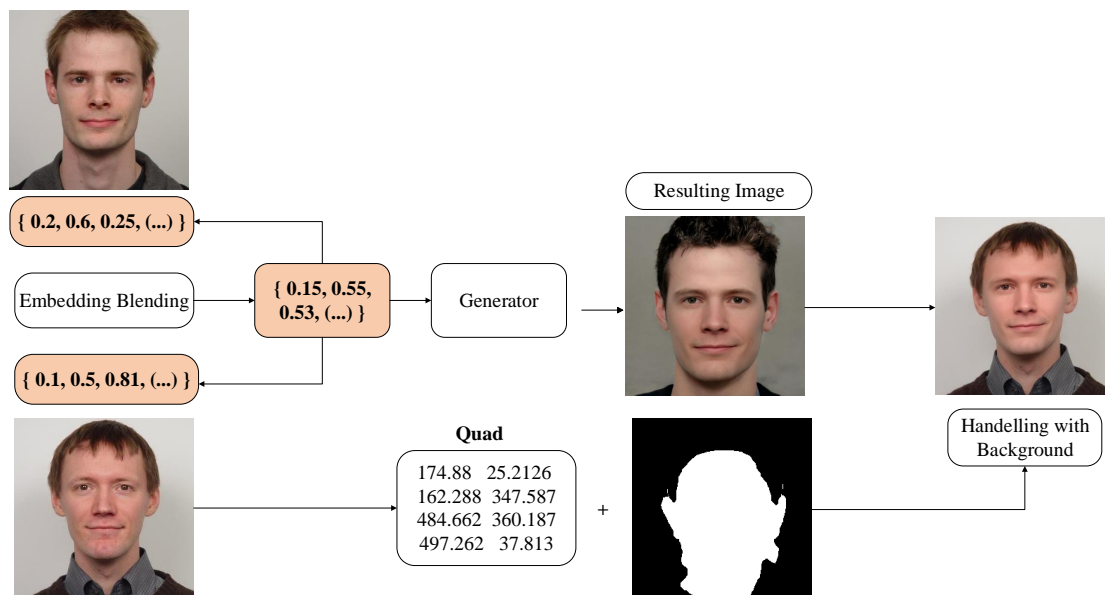 { 0.2, 0.6, 0.25, (...) }
Embedding Blending
{ 0.15, 0.55,
0.53, (...) }
Generator
{ 0.1, 0.5, 0.81, (...) }
Resulting Image
Quad
174.88 25.2126
162.288 347.587
484.662 360.187
497.262 37.813
+
Handelling with
Background